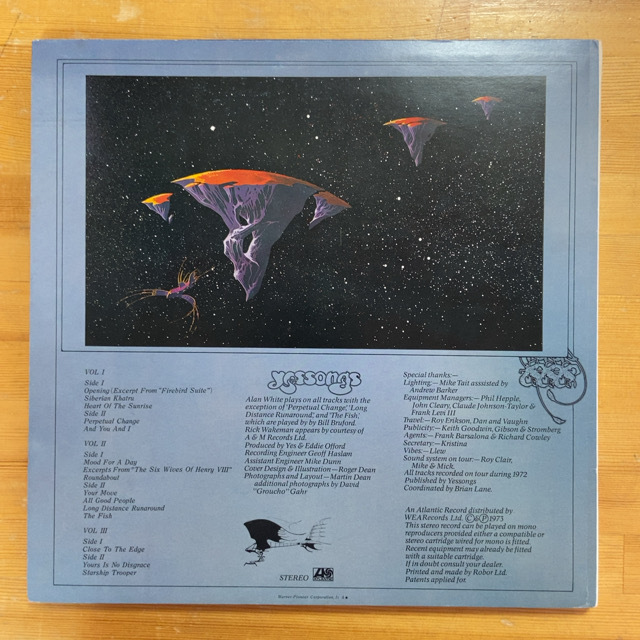 VOL I
Side I
Opening (Excerpt From "Firebird Suite")
Siberian Khatru
Heart Of The Sunrise
Side II
Perpetual Change
And You And I
VOL II
Side I
Mood For A Day
Excerpts From "The Six Wives Of Henry VIII"
Roundabout
Side II
Your Move
All Good People
Long Distance Runaround
The Fish
VOL III
Side I
Close To The Edge
Side II
Yours Is No Disgrace
Starship Trooper
yessongs
Alan White plays on all tracks with the
exception of 'Perpetual Change,' 'Long
Distance Runaround,' and 'The Fish,'
which are played by by Bill Bruford.
Rick Wakeman appears by courtesy of
A & M Records Ltd.
Produced by Yes & Eddie Offord
Recording Engineer Geoff Haslam
Assistant Engineer Mike Dunn
Cover Design & Illustration — Roger Dean
Photographs and Layout — Martin Dean
additional photographs by David
"Groucho" Gahr
STEREO
Special thanks:—
Lighting:— Mike Tait asssisted by
Andrew Barker
Equipment Managers:— Phil Hepple,
John Cleary, Claude Johnson-Taylor &
Frank Levi III
Travel:— Roy Erikson, Dan and Vaughn
Publicity:— Keith Goodwin, Gibson & Stromberg
Agents:— Frank Barsalona & Richard Cowley
Secretary:— Kristina
Vibes:— Llew
Sound system on tour:— Roy Clair,
Mike & Mick.
All tracks recorded on tour during 1972
Published by Yessongs
Coordinated by Brian Lane.
An Atlantic Record distributed by
WEA Records Ltd. ©&℗ 1973
This stereo record can be played on mono
reproducers provided either a compatible or
stereo cartridge wired for mono is fitted.
Recent equipment may already be fitted
with a suitable cartridge.
If in doubt consult your dealer.
Printed and made by Robor Ltd.
Patents applied for.